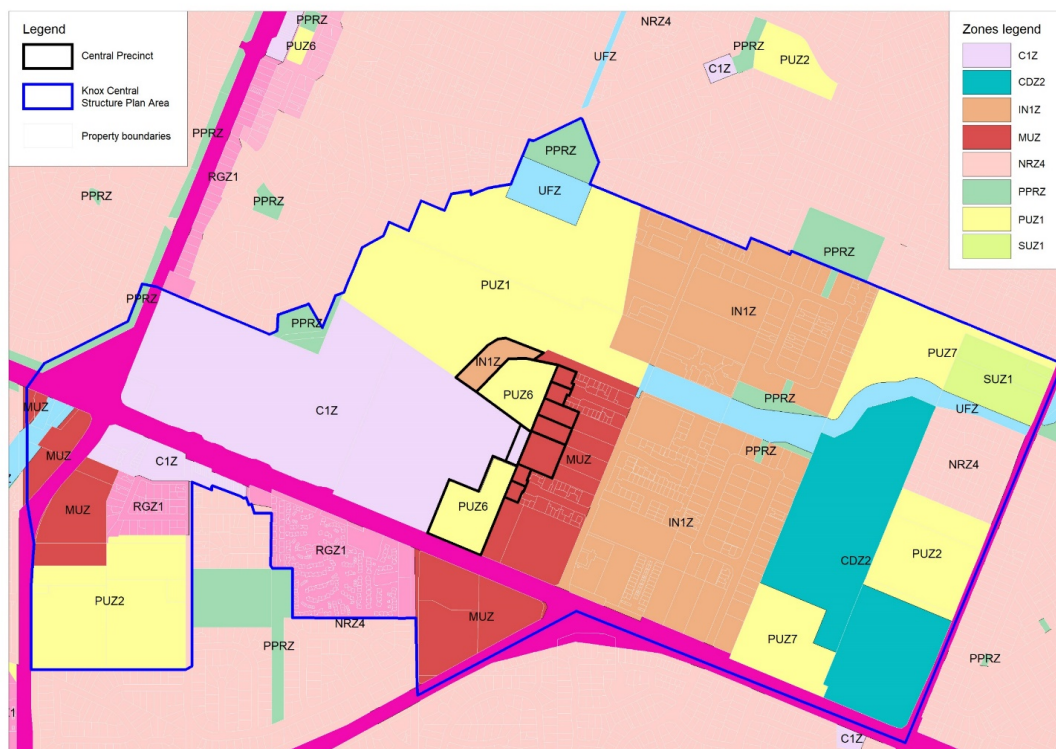 Legend
Central Precinct
Knox Central
Structure Plan Area
Property boundaries
Zones legend
C1Z
CDZ2
IN1Z
MUZ
NRZ4
PPRZ
PUZ1
SUZ1
PPRZ
PUZ6
NRZ4
UFZ
PPRZ
PUZ2
C1Z
PPRZ
RGZ1
PPRZ
PPRZ
PPRZ
UFZ
PUZ1
IN1Z
PPRZ
PPRZ
PPRZ
PUZ7
SUZ1
UFZ
IN1Z
PUZ6
C1Z
PPRZ
MUZ
MUZ
MUZ
PPRZ
NRZ4
C1Z
MUZ
RGZ1
PUZ6
IN1Z
PUZ2
CDZ2
RGZ1
PUZ2
NRZ4
MUZ
PUZ7
PPRZ
PPRZ
C1Z